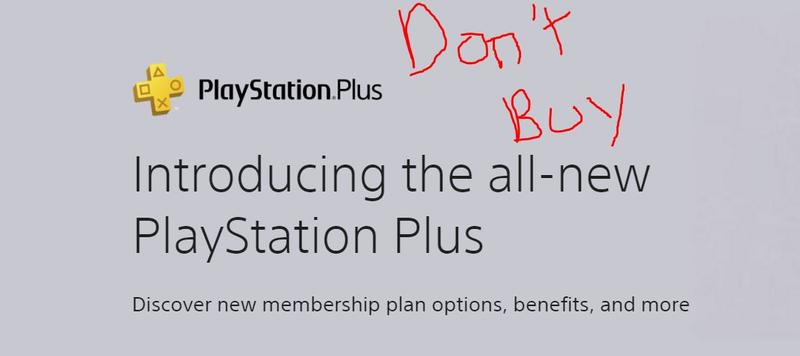 Don't
PlayStation.Plus
Buy
Introducing the all-new
PlayStation Plus
Discover new membership plan options, benefits, and more